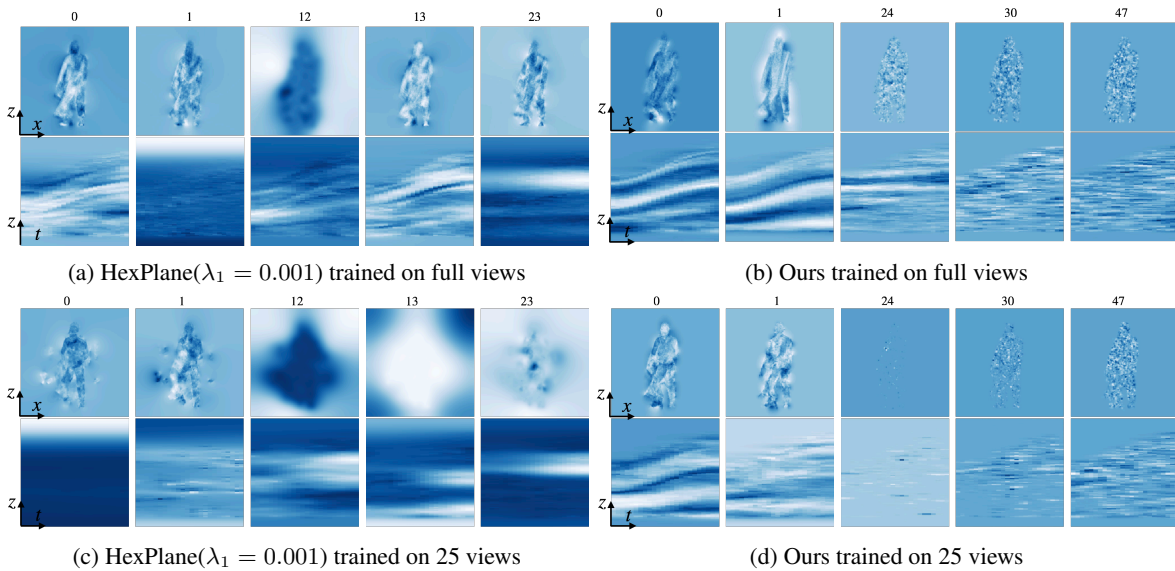 0 1 12 13 23
z
x
z
t
(a) HexPlane(λ₁ = 0.001) trained on full views
0 1 24 30 47
z
x
z
t
(b) Ours trained on full views
0 1 12 13 23
z
x
z
t
(c) HexPlane(λ₁ = 0.001) trained on 25 views
0 1 24 30 47
z
x
z
t
(d) Ours trained on 25 views